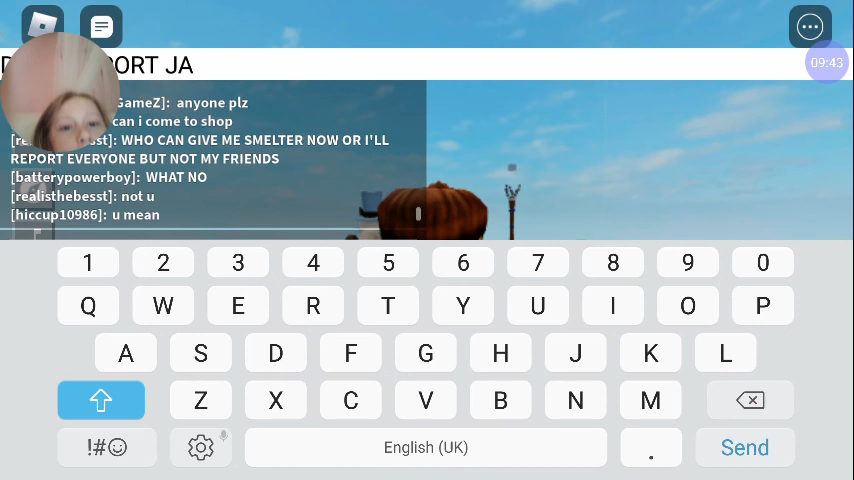 09:43
ORT JA
GameZ]: anyone plz
can i come to shop
sst]: WHO CAN GIVE ME SMELTER NOW OR I'LL
REPORT EVERYONE BUT NOT MY FRIENDS
[batterypowerboy]: WHAT NO
[realisthebesst]: not u
[hiccup10986]: u mean
1 2 3 4 5 6 7 8 9 0
Q W E R T Y U I O P
A S D F G H J K L
Z X C V B N M
!#☺ English (UK) . Send